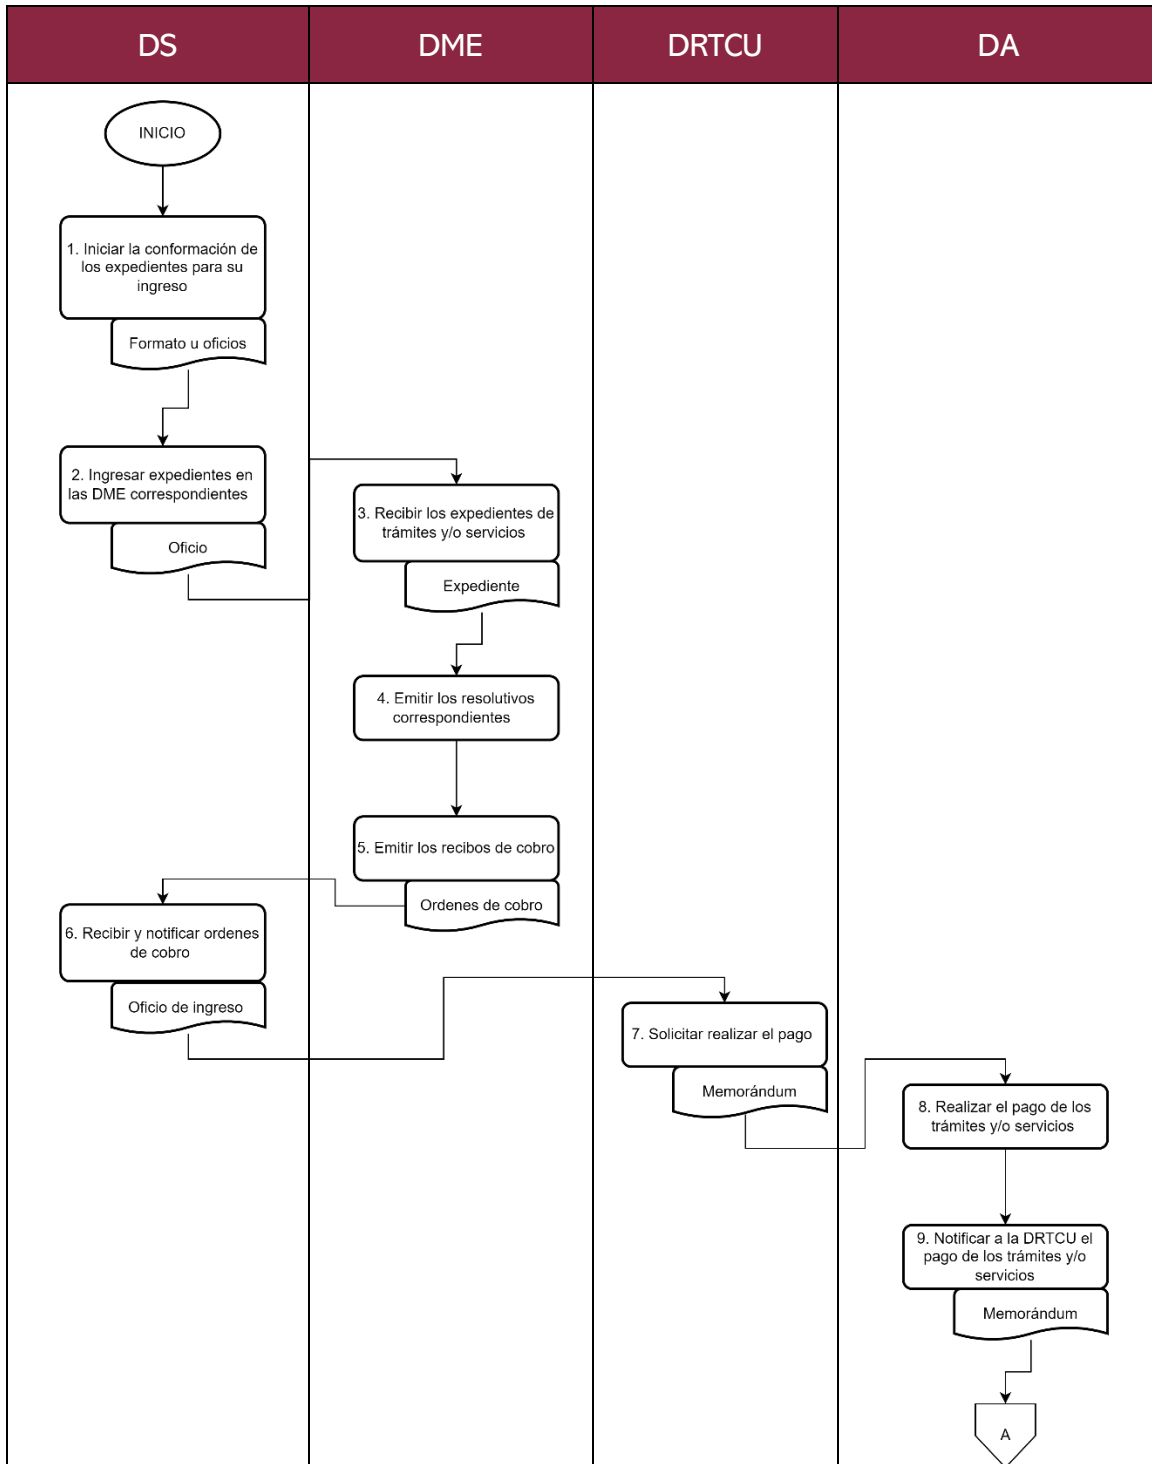 DS
DME
DRTCU
DA
INICIO
1. Iniciar la conformación de
los expedientes para su
ingreso
Formato u oficios
2. Ingresar expedientes en
las DME correspondientes
Oficio
3. Recibir los expedientes de
trámites y/o servicios
Expediente
4. Emitir los resolutivos
correspondientes
5. Emitir los recibos de cobro
Ordenes de cobro
6. Recibir y notificar ordenes
de cobro
Oficio de ingreso
7. Solicitar realizar el pago
Memorándum
8. Realizar el pago de los
trámites y/o servicios
9. Notificar a la DRTCU el
pago de los trámites y/o
servicios
Memorándum
A